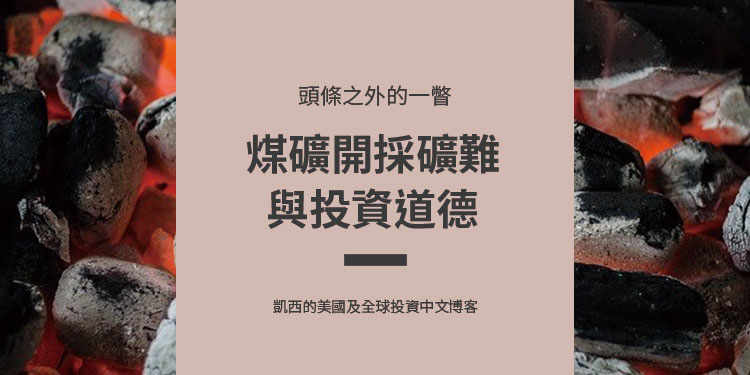 頭條之外的一瞥
煤礦開採礦難
與投資道德
凱西的美國及全球投資中文博客